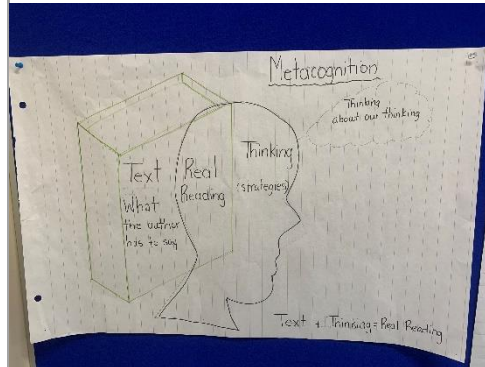 Metacognition
Thinking
about our thinking
Text
What
the author
has to say
Real
Reading
Thinking
(strategies)
Text + Thinking = Real Reading